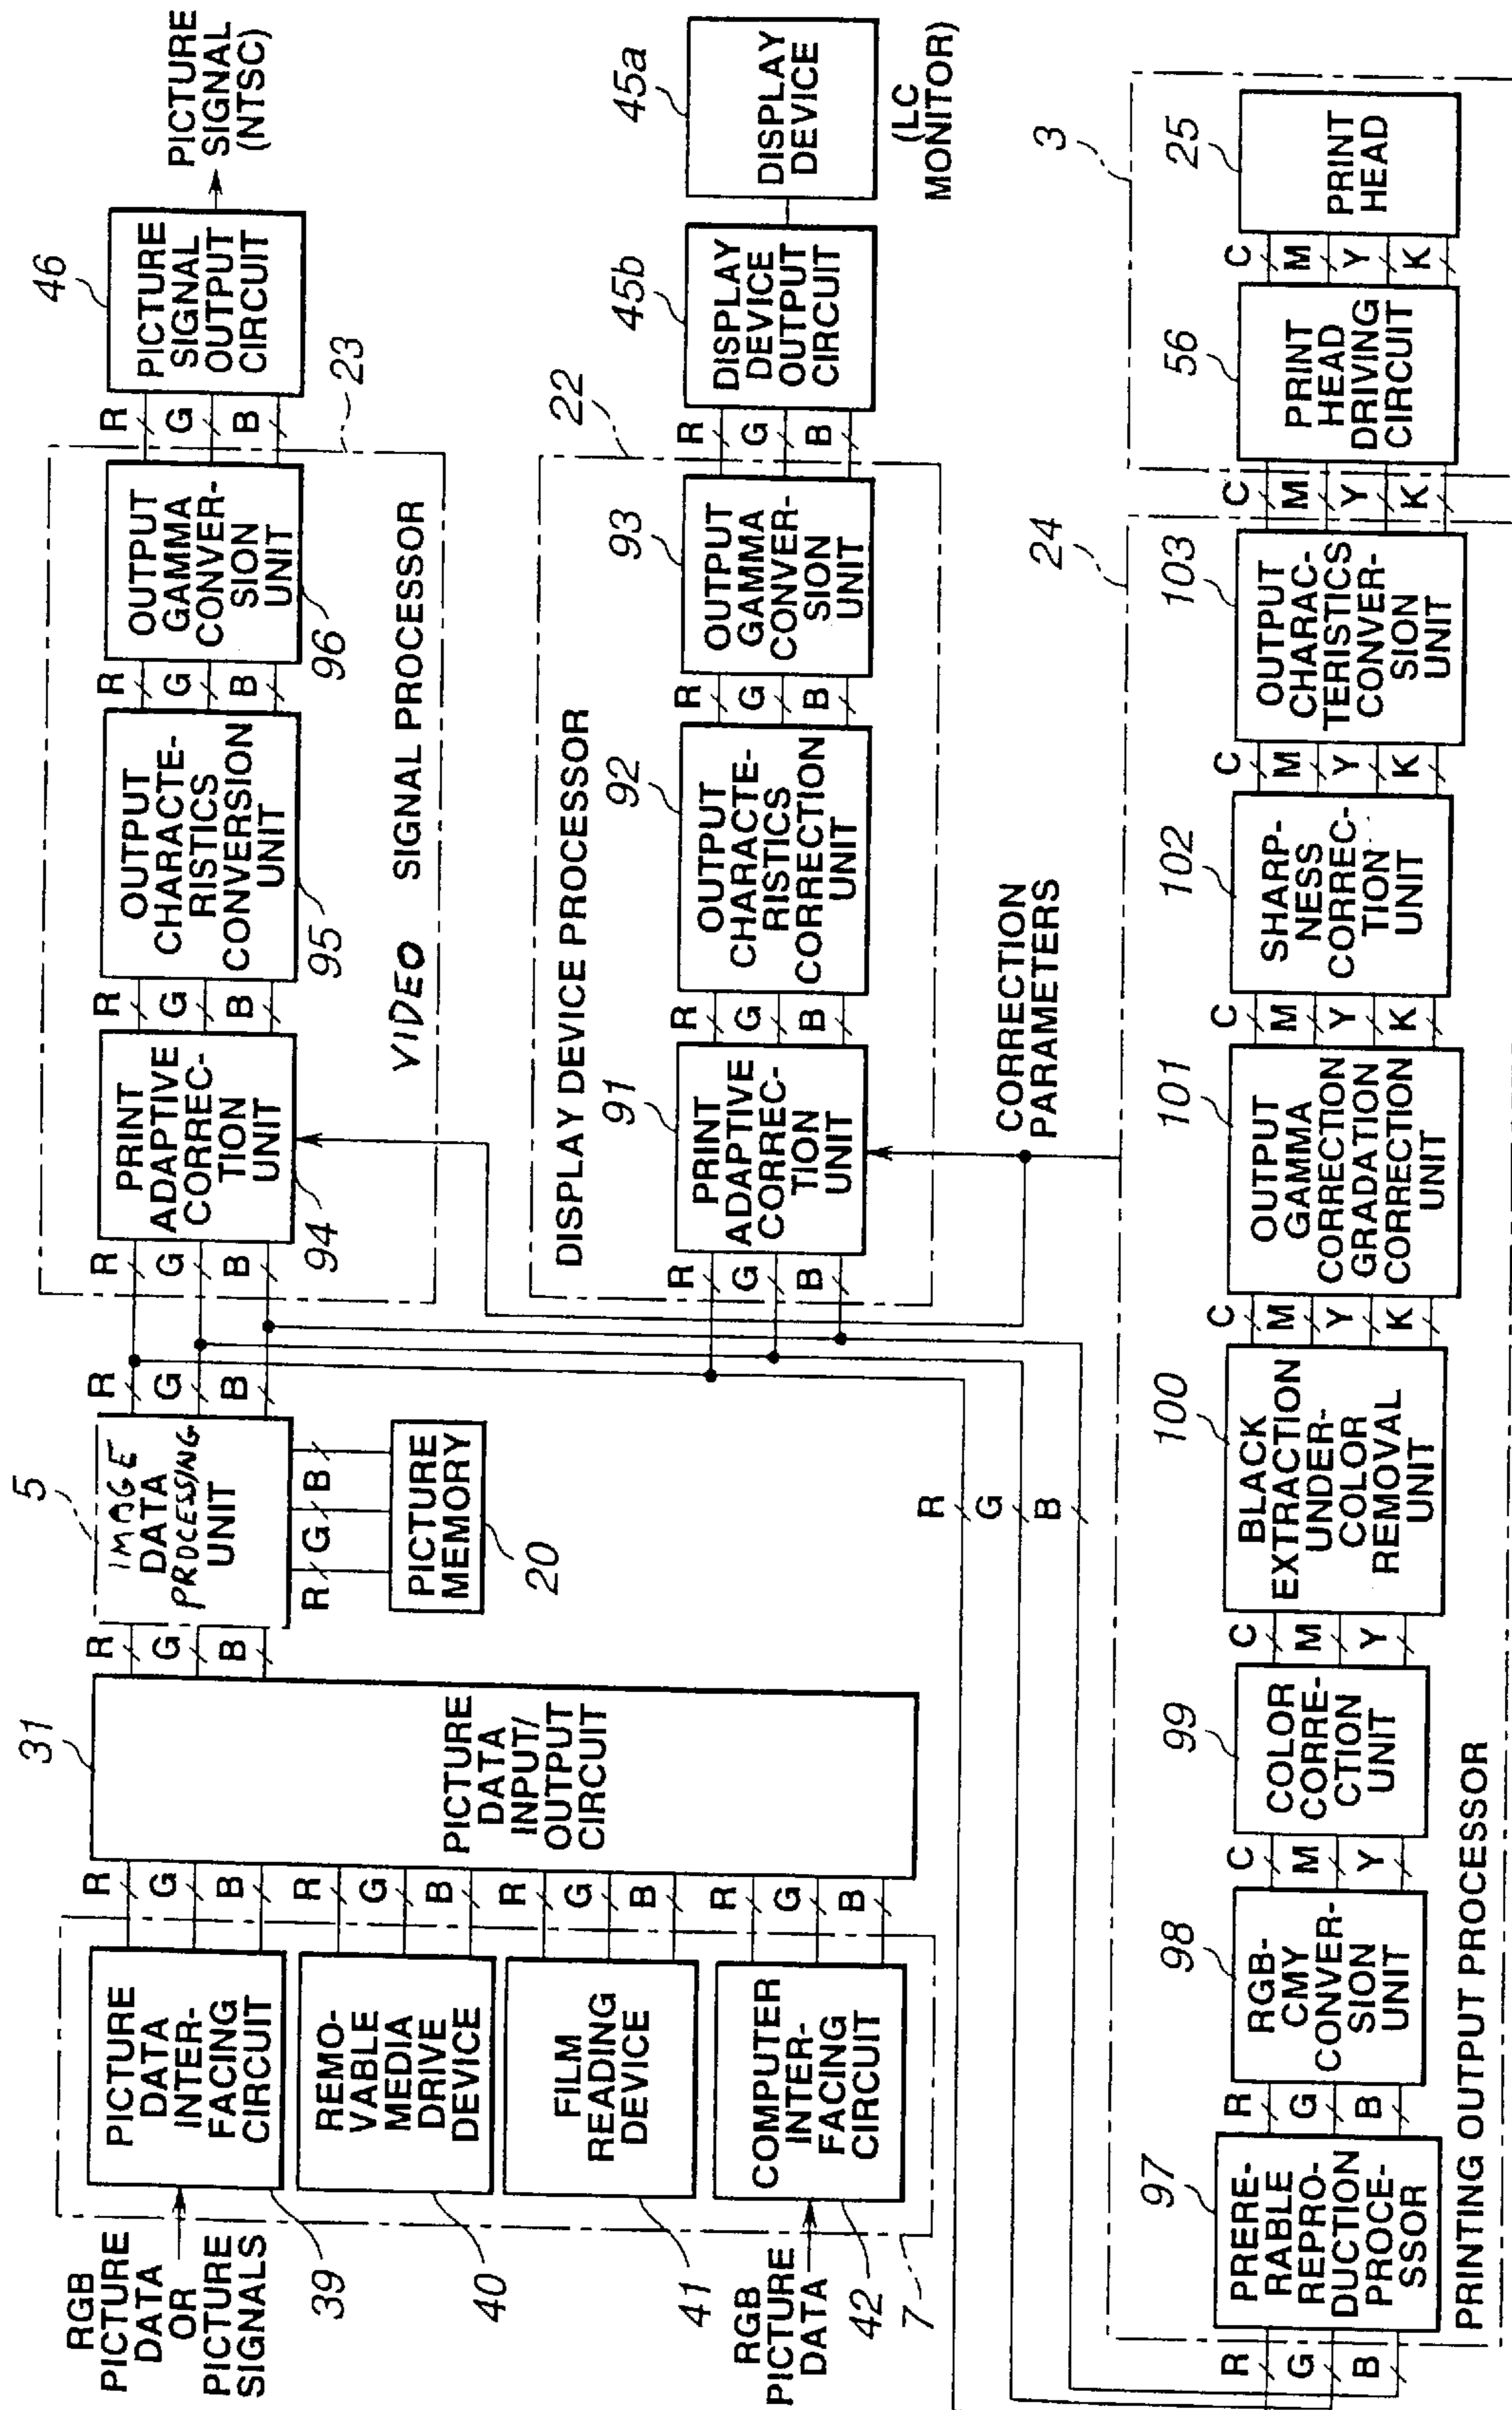 RGB
PICTURE
DATA
OR
PICTURE
SIGNALS
PICTURE
DATA
INTER-
FACING
CIRCUIT
39
REMO-
VABLE
MEDIA
DRIVE
DEVICE
40
FILM
READING
DEVICE
41
RGB
PICTURE
DATA
COMPUTER
INTER-
FACING
CIRCUIT
42
7
R
G
B
R
G
B
R
G
B
R
G
B
31
PICTURE
DATA
INPUT/
OUTPUT
CIRCUIT
R
G
B
5
IMAGE
DATA
PROCESSING
UNIT
R G B
PICTURE
MEMORY
20
R
G
B
R
G
B
PRINT
ADAPTIVE
CORREC-
TION
UNIT
94
R
G
B
OUTPUT
CHARACTE-
RISTICS
CONVERSION
UNIT
95
R
G
B
OUTPUT
GAMMA
CONVER-
SION
UNIT
96
VIDEO SIGNAL PROCESSOR
23
R
G
B
46
PICTURE
SIGNAL
OUTPUT
CIRCUIT
PICTURE
SIGNAL
(NTSC)
DISPLAY DEVICE PROCESSOR
22
R
G
B
91
PRINT
ADAPTIVE
CORREC-
TION
UNIT
R
G
B
92
OUTPUT
CHARACTE-
RISTICS
CORRECTION
UNIT
R
G
B
93
OUTPUT
GAMMA
CONVER-
SION
UNIT
R
G
B
45b
DISPLAY
DEVICE
OUTPUT
CIRCUIT
45a
DISPLAY
DEVICE
(LC
MONITOR)
CORRECTION
PARAMETERS
R
G
B
R
G
B
97
PRERE-
RABLE
REPRO-
DUCTION
PROCE-
SSOR
R
G
B
98
RGB-
CMY
CONVER-
SION
UNIT
C
M
Y
99
COLOR
CORRE-
CTION
UNIT
C
M
Y
100
BLACK
EXTRACTION
UNDER-
COLOR
REMOVAL
UNIT
C
M
Y
K
101
OUTPUT
GAMMA
CORRECTION
GRADATION
CORRECTION
UNIT
C
M
Y
K
102
SHARP-
NESS
CORREC-
TION
UNIT
C
M
Y
K
103
OUTPUT
CHARAC-
TERISTICS
CONVER-
SION
UNIT
24
PRINTING OUTPUT PROCESSOR
C
M
Y
K
56
PRINT
HEAD
DRIVING
CIRCUIT
C
M
Y
K
25
PRINT
HEAD
3